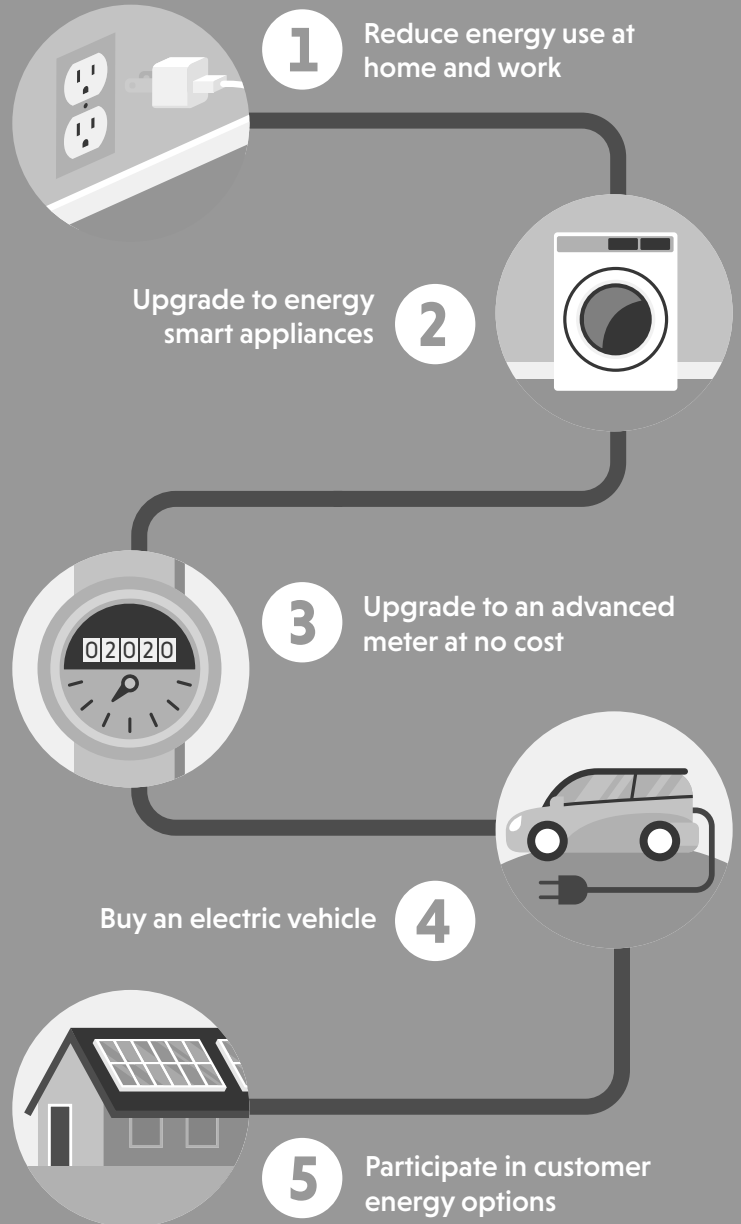 1
Reduce energy use at
home and work
Upgrade to energy
smart appliances
2
02020
3
Upgrade to an advanced
meter at no cost
Buy an electric vehicle
4
5
Participate in customer
energy options